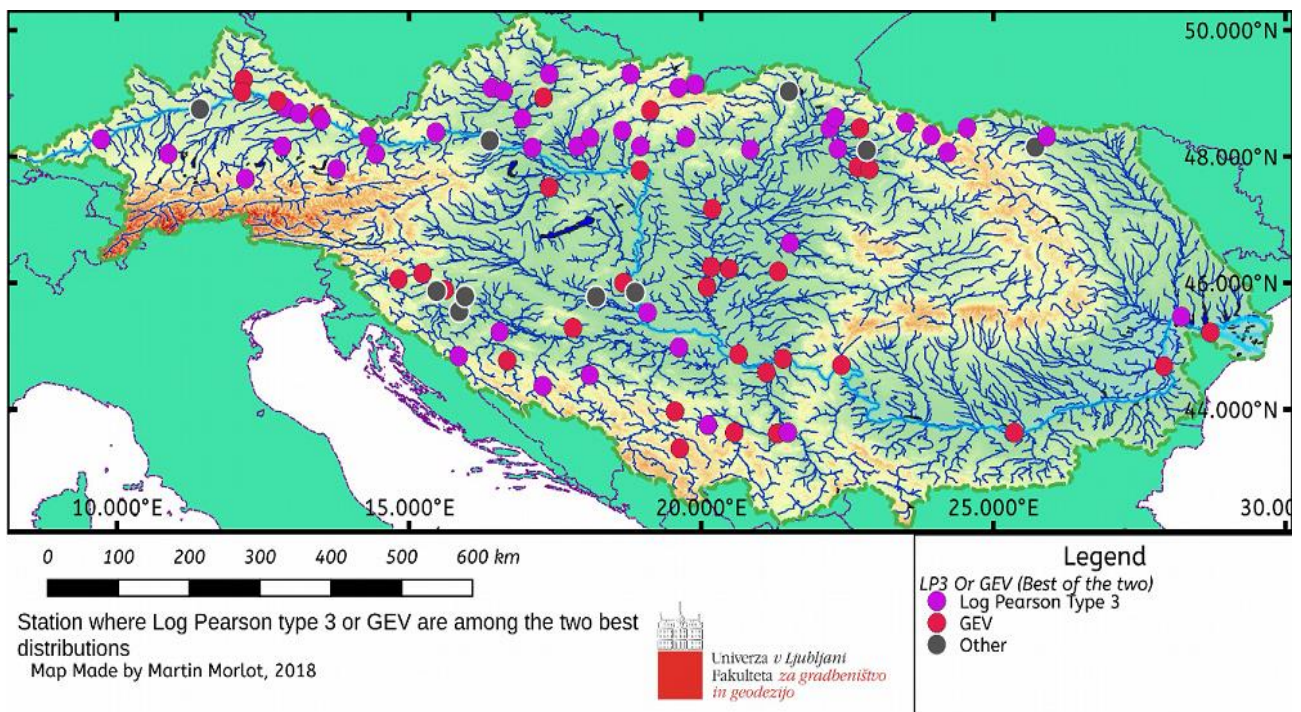 50.000°N
48.000°N
46.000°N
44.000°N
10.000°E 15.000°E 20.000°E 25.000°E 30.00
0 100 200 300 400 500 600 km
Station where Log Pearson type 3 or GEV are among the two best
distributions
Map Made by Martin Morlot, 2018
Univerza v Ljubljani
Fakulteta za gradbeništvo
in geodezijo
Legend
LP3 Or GEV (Best of the two)
Log Pearson Type 3
GEV
Other